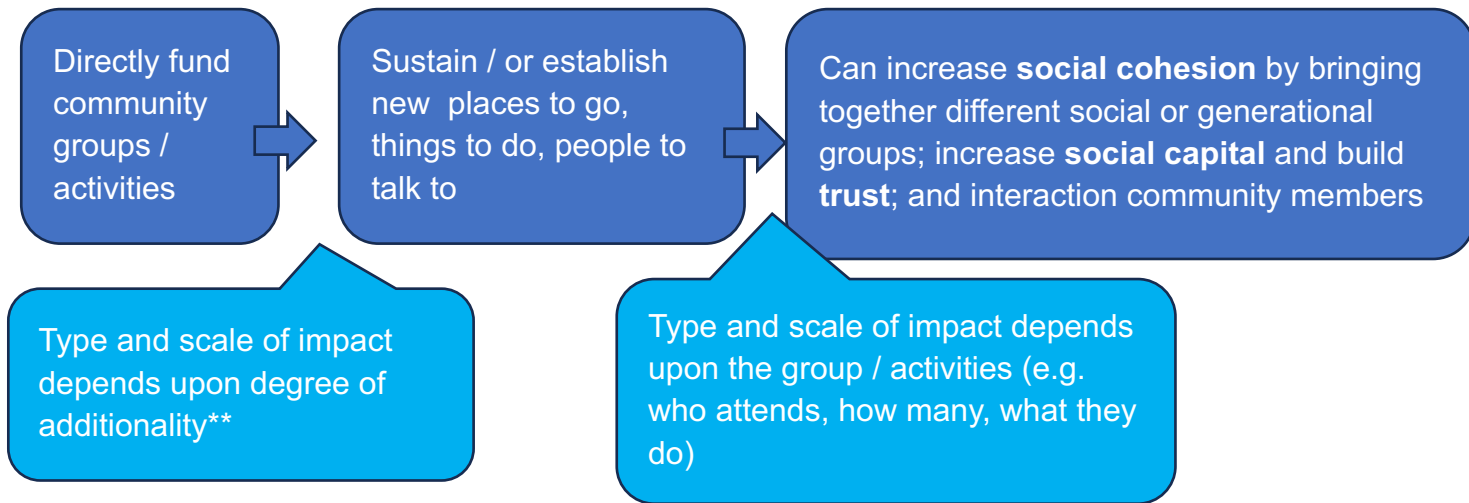 Directly fund
community
groups /
activities
Sustain / or establish
new  places to go,
things to do, people to
talk to
Can increase social cohesion by bringing
together different social or generational
groups; increase social capital and build
trust; and interaction community members
Type and scale of impact
depends upon degree of
additionality**
Type and scale of impact depends
upon the group / activities (e.g.
who attends, how many, what they
do)